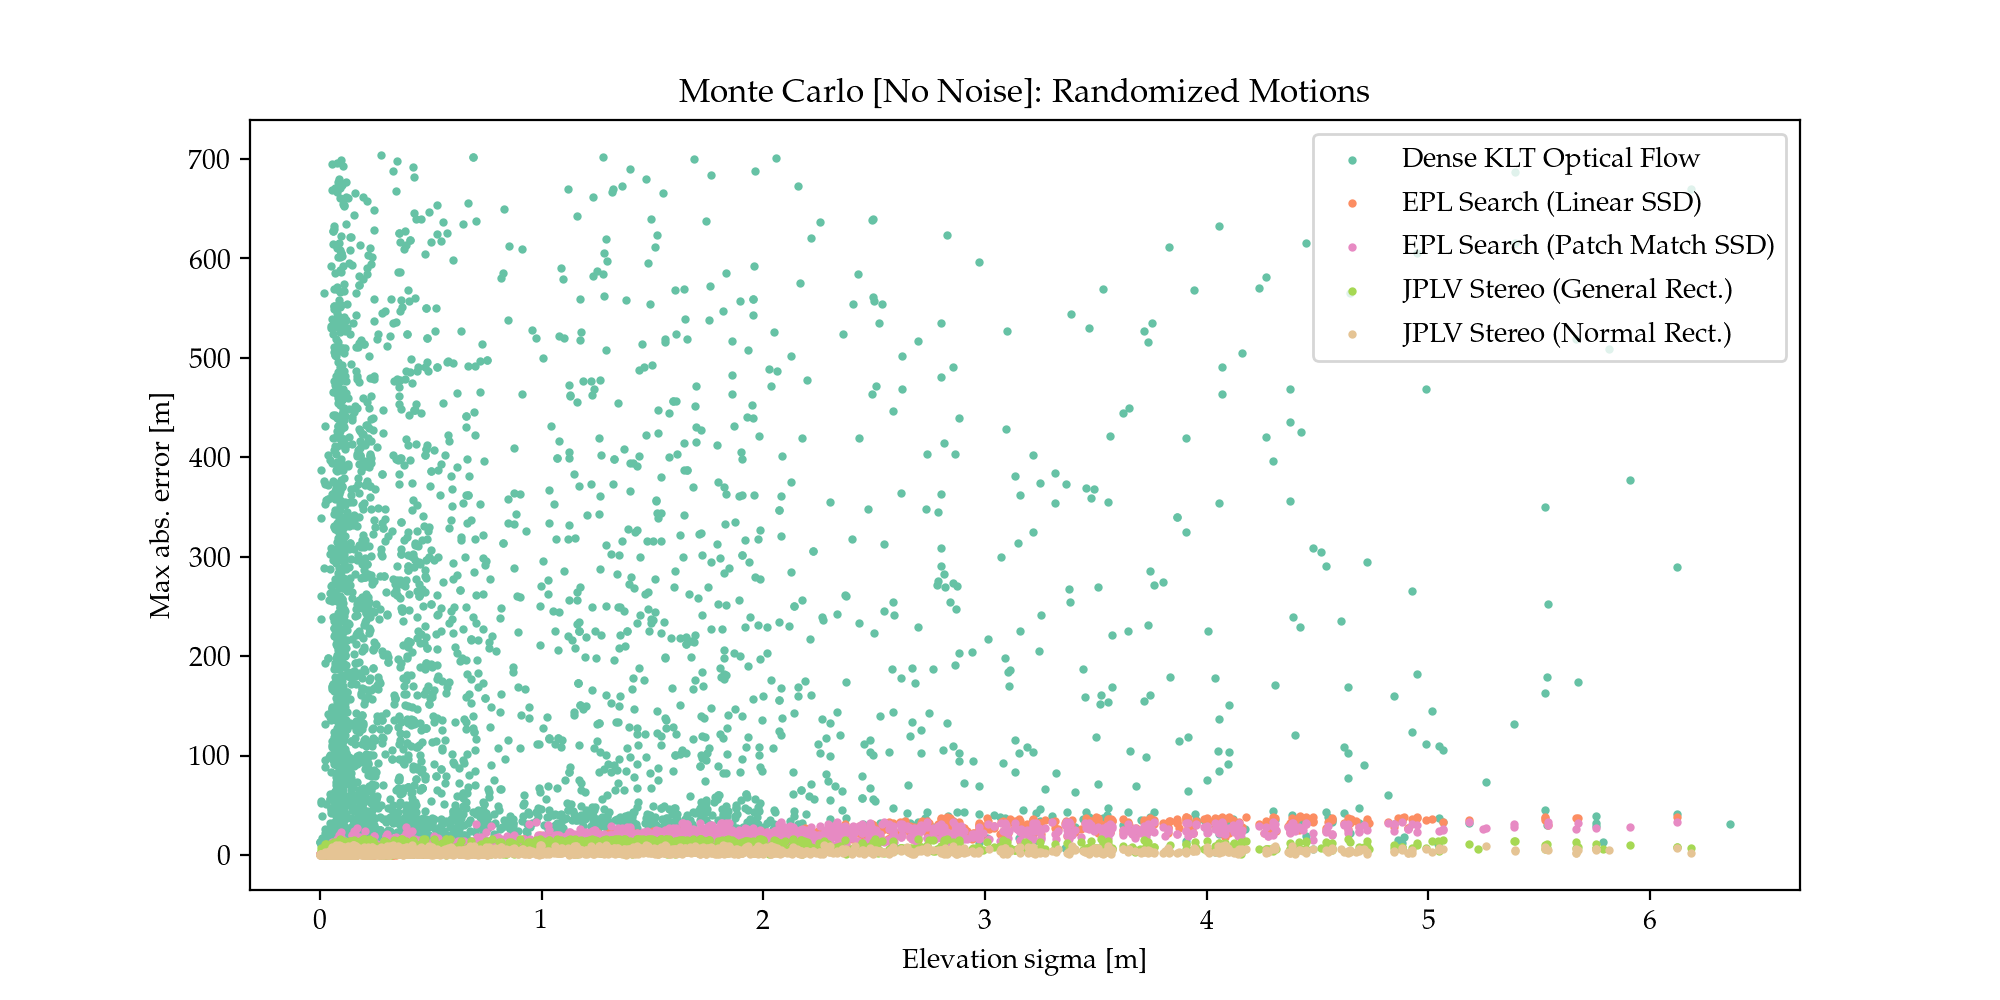 Monte Carlo [No Noise]: Randomized Motions
Dense KLT Optical Flow
EPL Search (Linear SSD)
EPL Search (Patch Match SSD)
JPLV Stereo (General Rect.)
JPLV Stereo (Normal Rect.)
Max abs. error [m]
700
600
500
400
300
200
100
0
0 1 2 3 4 5 6
Elevation sigma [m]